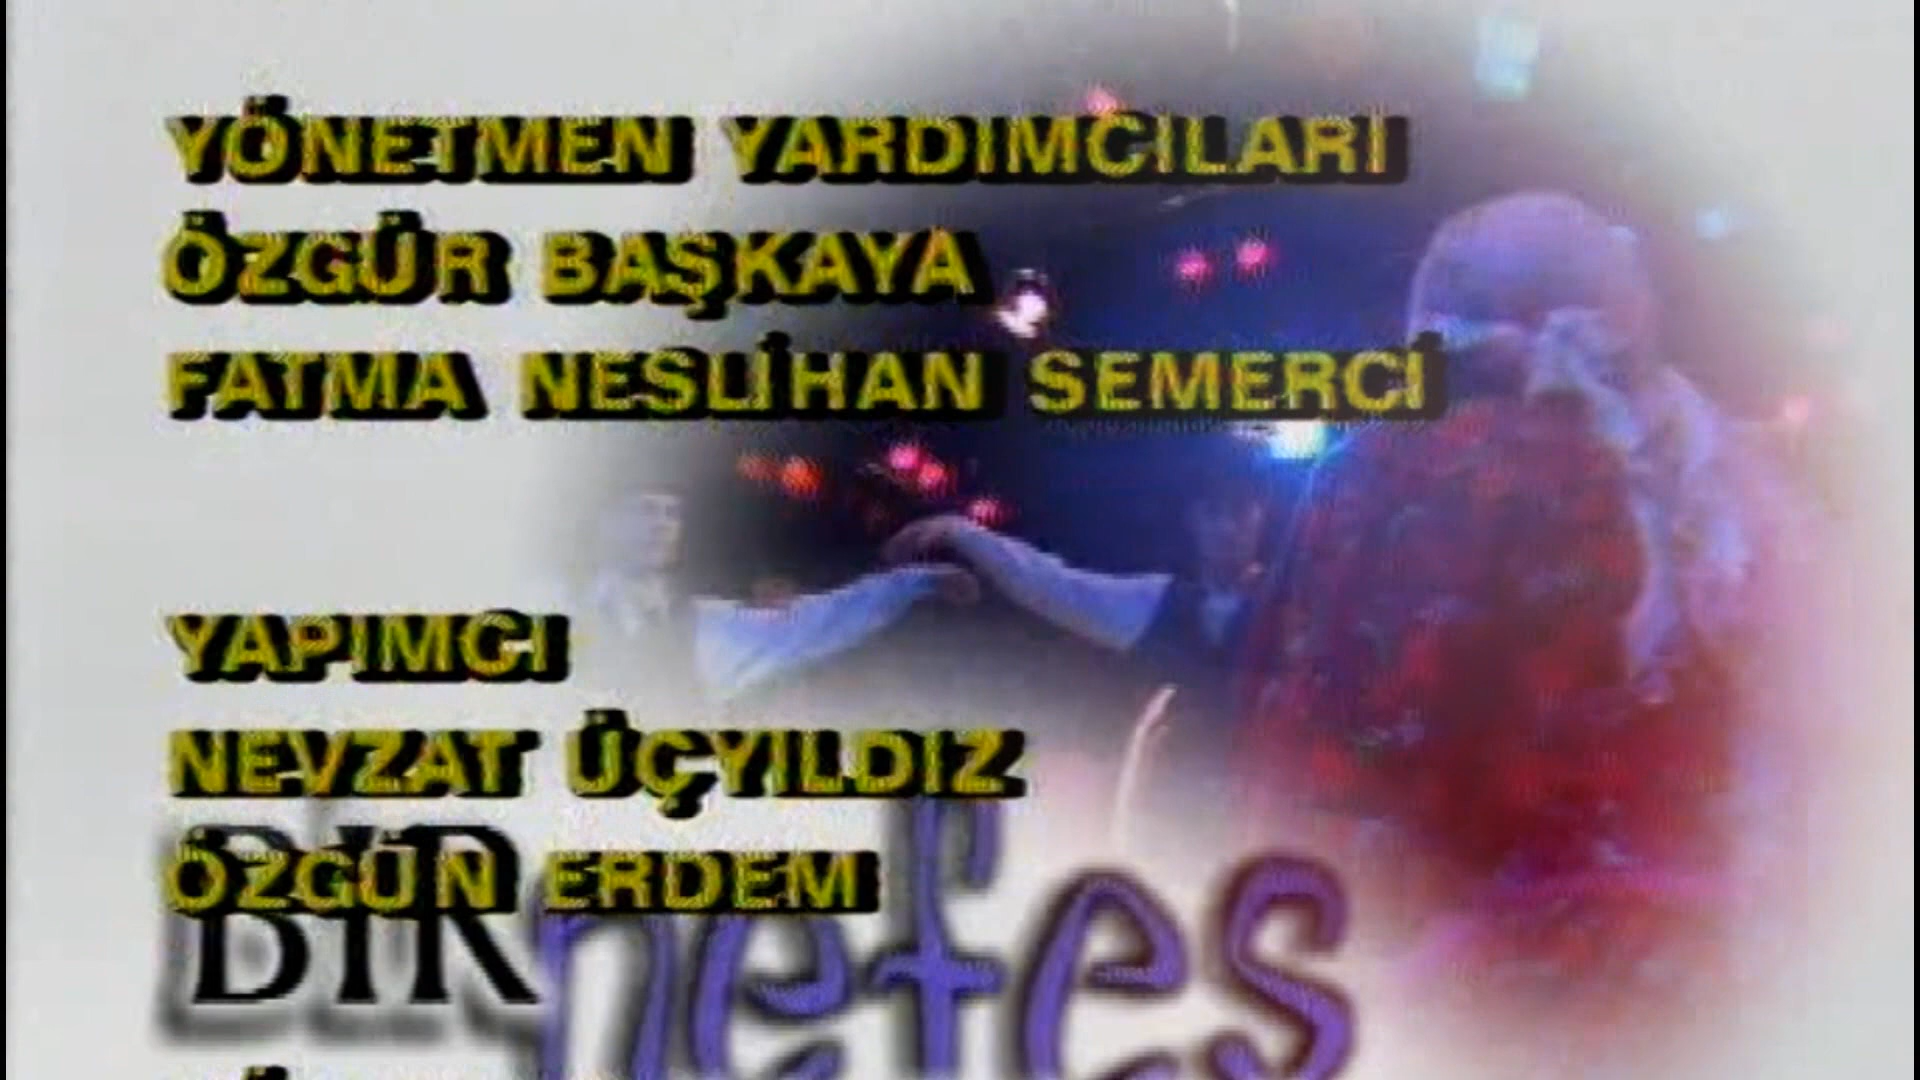 YÖNETMEN YARDIMCILARI
ÖZGÜR BAŞKAYA
FATMA NESLİHAN SEMERCİ
YAPIMCI
NEVZAT ÜÇYILDIZ
ÖZGÜN ERDEM
BİR nefes